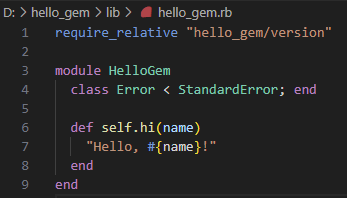 D: > hello_gem > lib > hello_gem.rb
1 require_relative "hello_gem/version"
2
3 module HelloGem
4   class Error < StandardError; end
5
6   def self.hi(name)
7     "Hello, #{name}!"
8   end
9 end